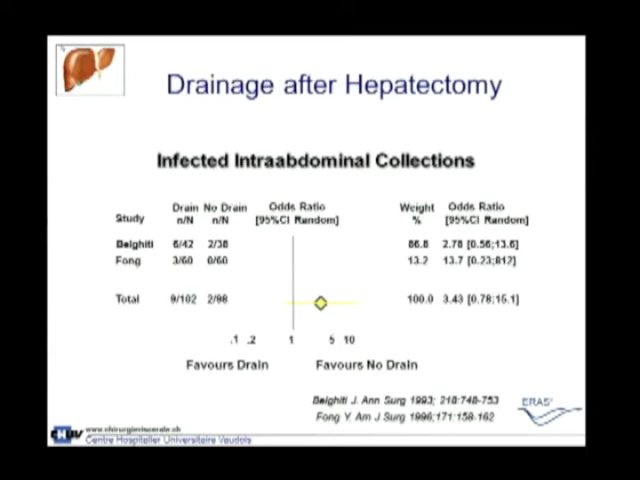 Drainage after Hepatectomy
Infected Intraabdominal Collections
Study Drain n/N No Drain n/N Odds Ratio [95%CI Random] Weight % Odds Ratio [95%CI Random]
Belghiti 6/42 2/38 86.8 2.78 [0.56;13.6]
Fong 3/60 0/60 13.2 13.7 [0.23;812]
Total 9/102 2/98 100.0 3.43 [0.78;15.1]
.1 .2 1 5 10
Favours Drain Favours No Drain
Belghiti J. Ann Surg 1993; 218:748-753
Fong Y. Am J Surg 1996;171:158-162
ERAS
www.chirurgieviscerale.ch
Centre Hospitalier Universitaire Vaudois